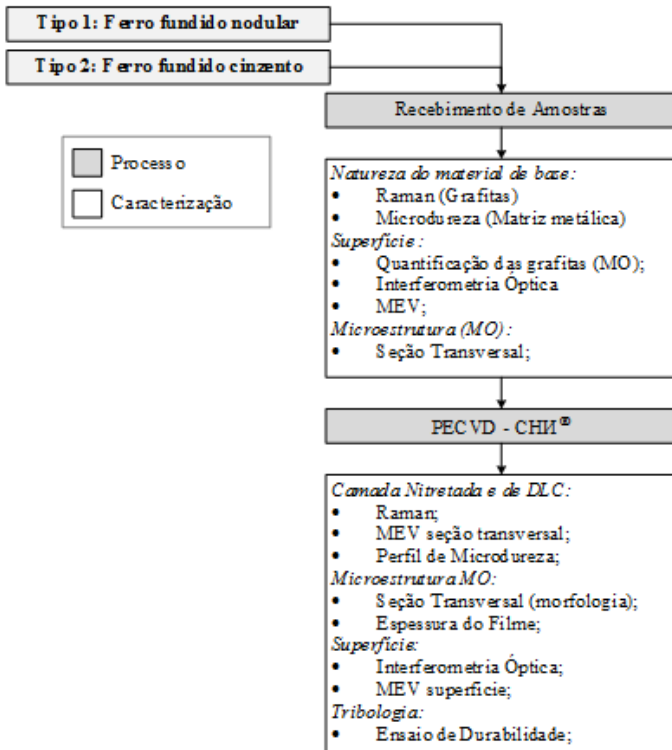 Tipo 1: Ferro fundido nodular
Tipo 2: Ferro fundido cinzento
Recebimento de Amostras
Processo
Caracterização
Natureza do material de base:
• Raman (Grafitas)
• Microdureza (Matriz metálica)
Superfície:
• Quantificação das grafitas (MO);
• Interferometria Óptica
• MEV;
Microestrutura (MO):
• Seção Transversal;
PECVD - CHИ®
Camada Nitretada e de DLC:
• Raman;
• MEV seção transversal;
• Perfil de Microdureza;
Microestrutura MO:
• Seção Transversal (morfologia);
• Espessura do Filme;
Superfície:
• Interferometria Óptica;
• MEV superficie;
Tribologia:
• Ensaio de Durabilidade;